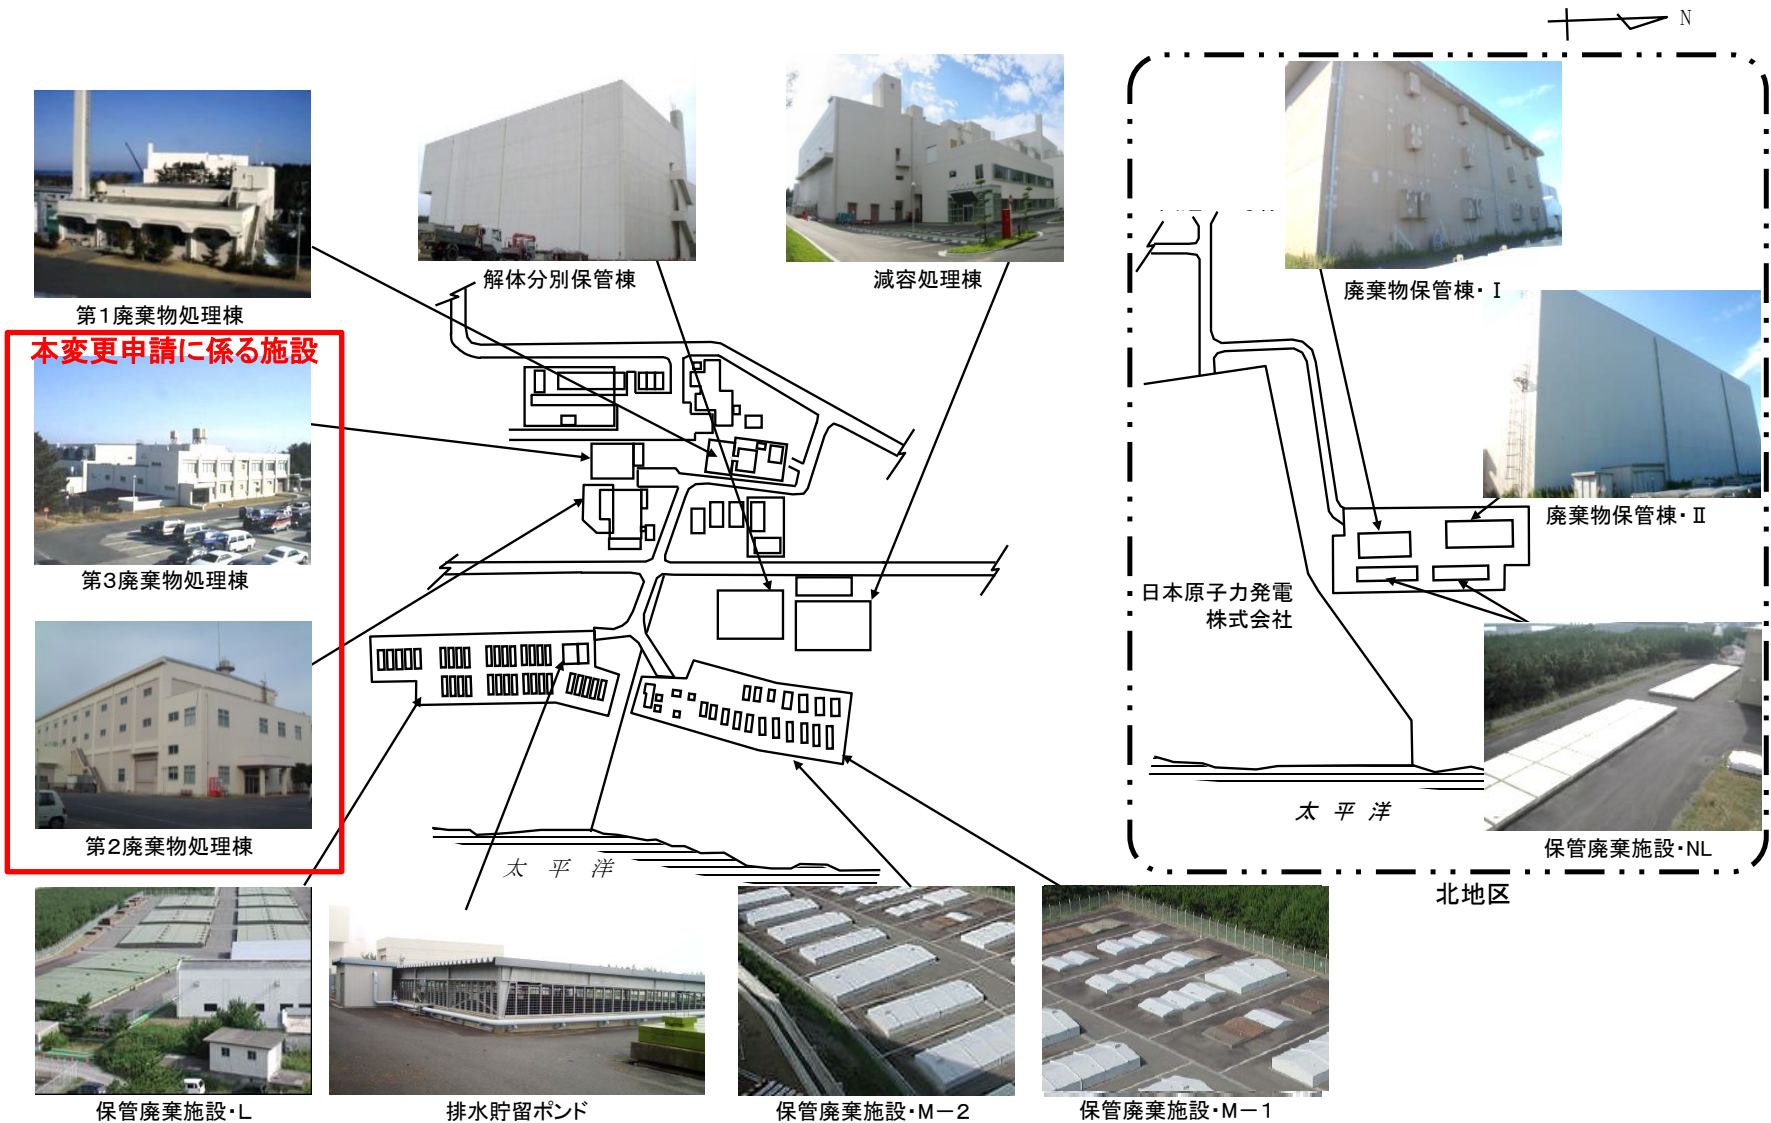 N
第1廃棄物処理棟
解体分別保管棟
減容処理棟
廃棄物保管棟・Ⅰ
本変更申請に係る施設
第3廃棄物処理棟
廃棄物保管棟・Ⅱ
日本原子力発電
株式会社
第2廃棄物処理棟
太平洋
太平洋
保管廃棄施設・NL
北地区
保管廃棄施設・L
排水貯留ポンド
保管廃棄施設・M－2
保管廃棄施設・M－1